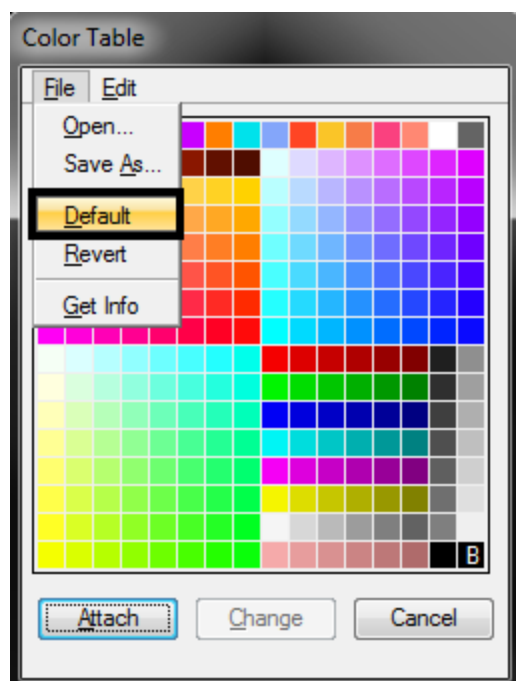 Color Table
File Edit
Open...
Save As...
Default
Revert
Get Info
B
Attach Change Cancel